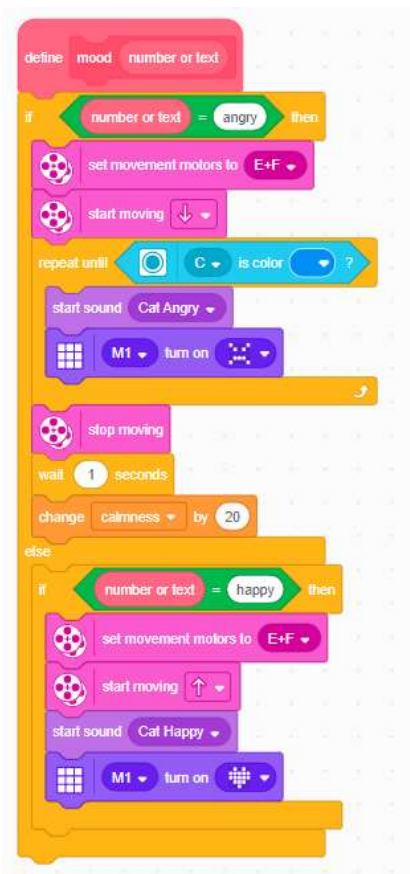 define mood number or text
if number or text = angry then
set movement motors to E+F
start moving
repeat until C is color ?
start sound Cat Angry
M1 turn on
stop moving
wait 1 seconds
change calmness by 20
else
if number or text = happy then
set movement motors to E+F
start moving
start sound Cat Happy
M1 turn on